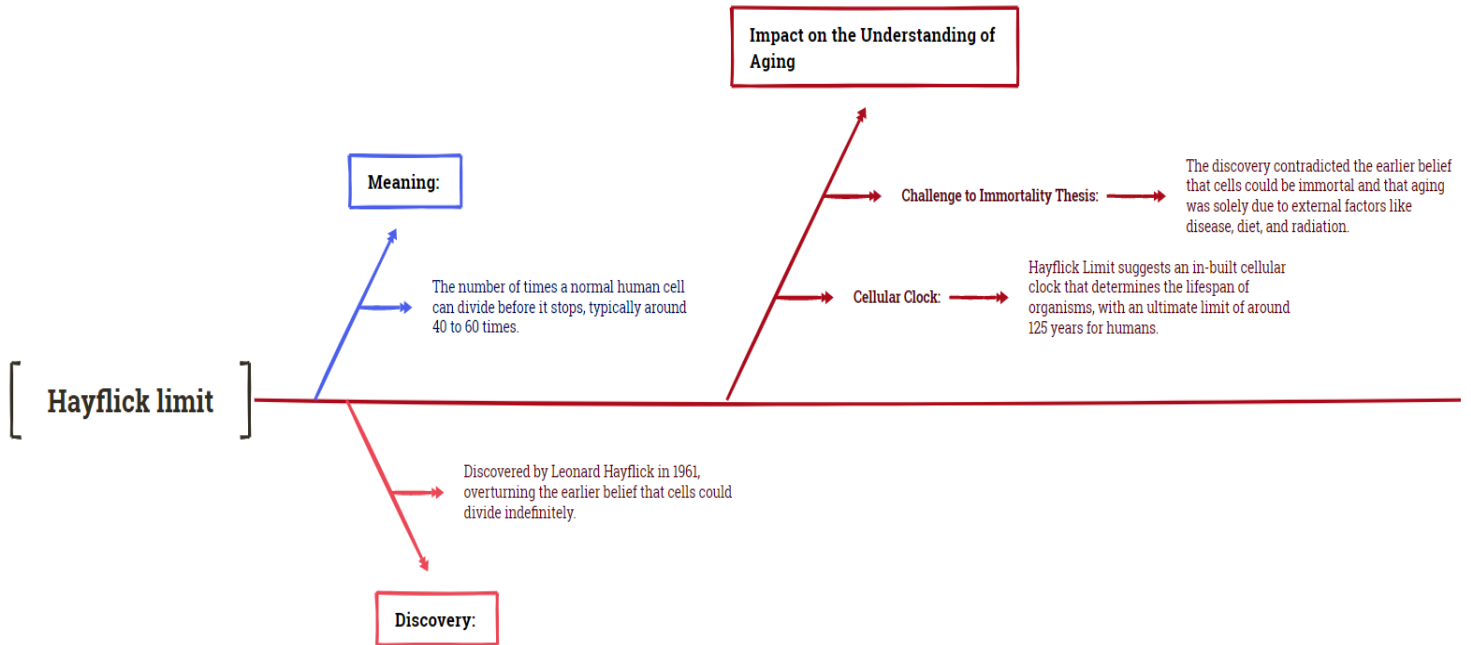 Hayflick limit
Meaning:
The number of times a normal human cell
can divide before it stops, typically around
40 to 60 times.
Discovered by Leonard Hayflick in 1961,
overturning the earlier belief that cells could
divide indefinitely.
Discovery:
Impact on the Understanding of
Aging
Challenge to Immortality Thesis:
The discovery contradicted the earlier belief
that cells could be immortal and that aging
was solely due to external factors like
disease, diet, and radiation.
Cellular Clock:
Hayflick Limit suggests an in-built cellular
clock that determines the lifespan of
organisms, with an ultimate limit of around
125 years for humans.